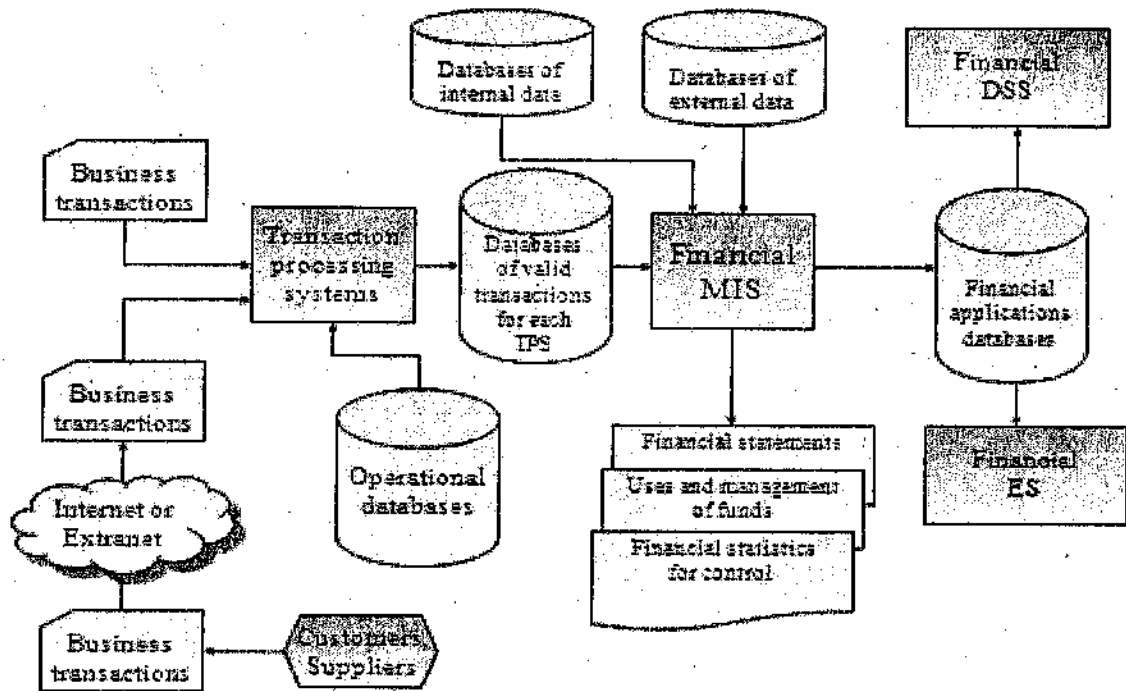 Databases of
internal data
Databases of
external data
Financial
DSS
Business
transactions
Transaction
processing
systems
Databases
of valid
transactions
for each
TPS
Financial
MIS
Financial
applications
databases
Business
transactions
Operational
databases
Financial statements
Uses and management
of funds
Financial statistics
for control
Financial
ES
Internet or
Extranet
Business
transactions
Customers,
Suppliers